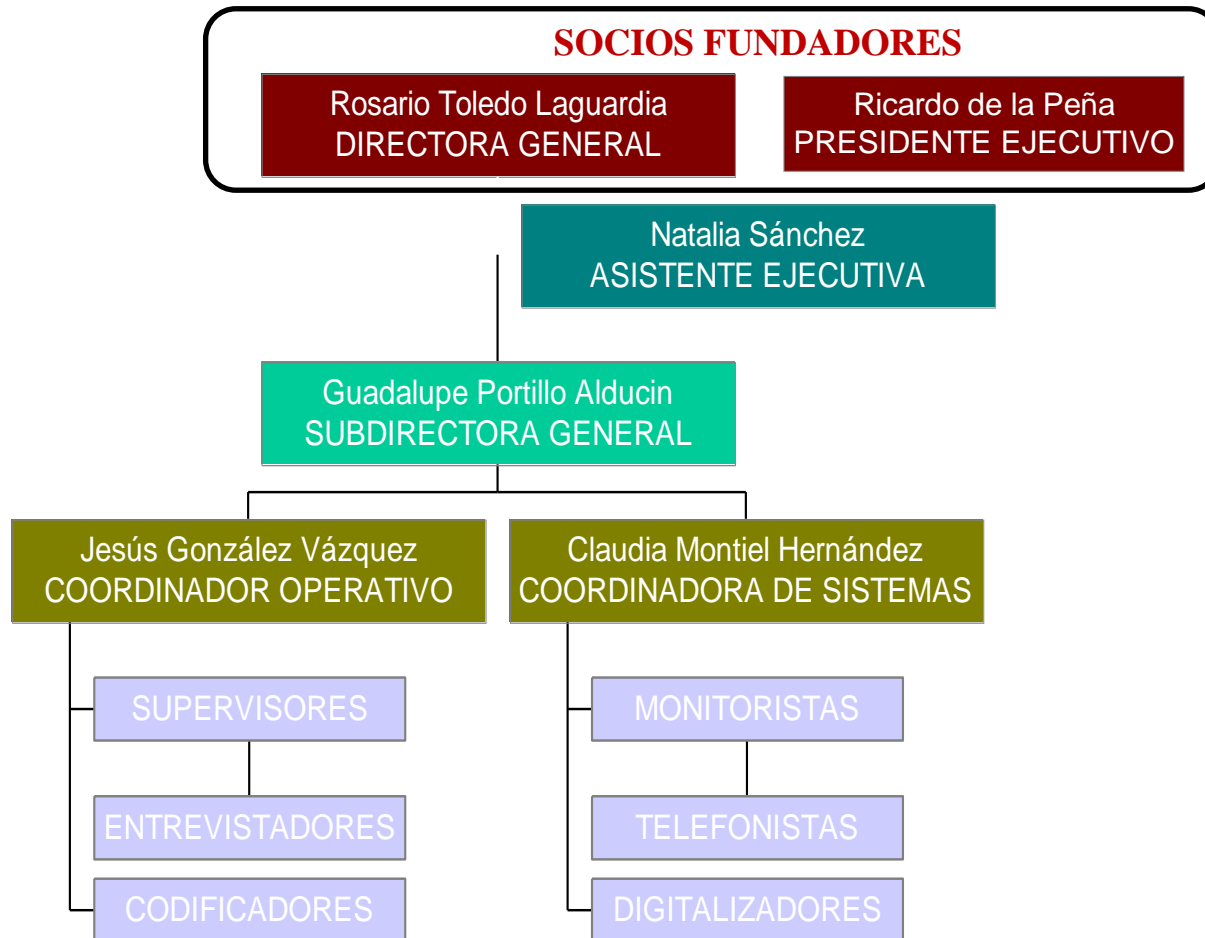 SOCIOS FUNDADORES
Rosario Toledo Laguardia
DIRECTORA GENERAL
Ricardo de la Peña
PRESIDENTE EJECUTIVO
Natalia Sánchez
ASISTENTE EJECUTIVA
Guadalupe Portillo Alducin
SUBDIRECTORA GENERAL
Jesús González Vázquez
COORDINADOR OPERATIVO
Claudia Montiel Hernández
COORDINADORA DE SISTEMAS
SUPERVISORES
MONITORISTAS
ENTREVISTADORES
TELEFONISTAS
CODIFICADORES
DIGITALIZADORES